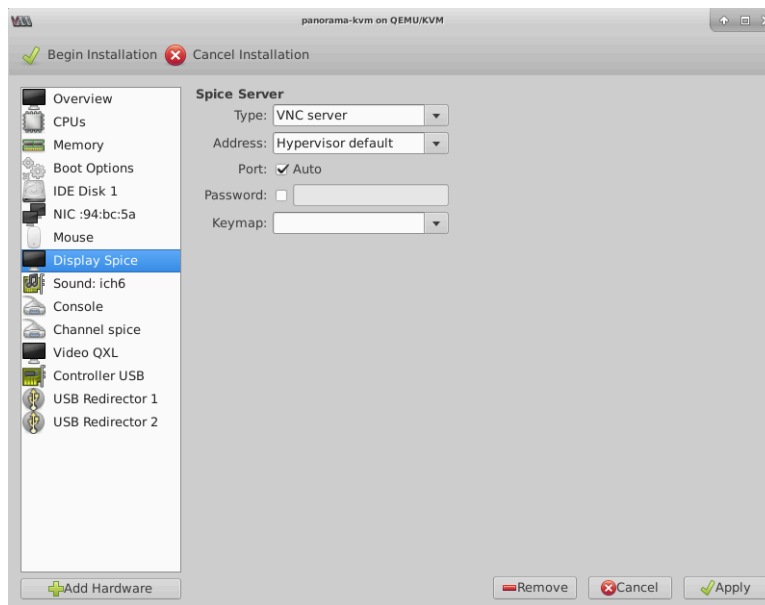 panorama-kvm on QEMU/KVM
Begin Installation Cancel Installation
Overview
CPUs
Memory
Boot Options
IDE Disk 1
NIC :94:bc:5a
Mouse
Display Spice
Sound: ich6
Console
Channel spice
Video QXL
Controller USB
USB Redirector 1
USB Redirector 2
Add Hardware
Spice Server
Type: VNC server
Address: Hypervisor default
Port: Auto
Password:
Keymap:
Remove Cancel Apply